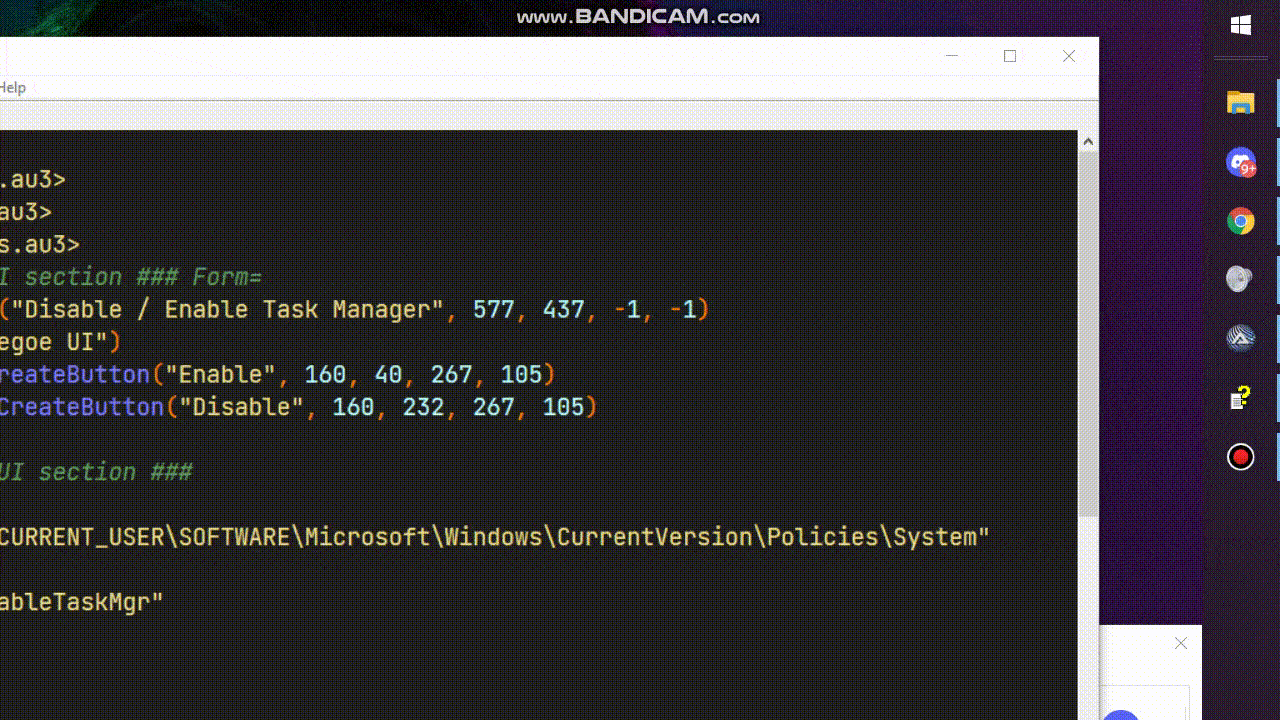 www.BANDICAM.com
Help
.au3>
au3>
s.au3>
I section ### Form=
("Disable / Enable Task Manager", 577, 437, -1, -1)
egoe UI")
reateButton("Enable", 160, 40, 267, 105)
CreateButton("Disable", 160, 232, 267, 105)
UI section ###
CURRENT_USER\SOFTWARE\Microsoft\Windows\CurrentVersion\Policies\System"
ableTaskMgr"
9+